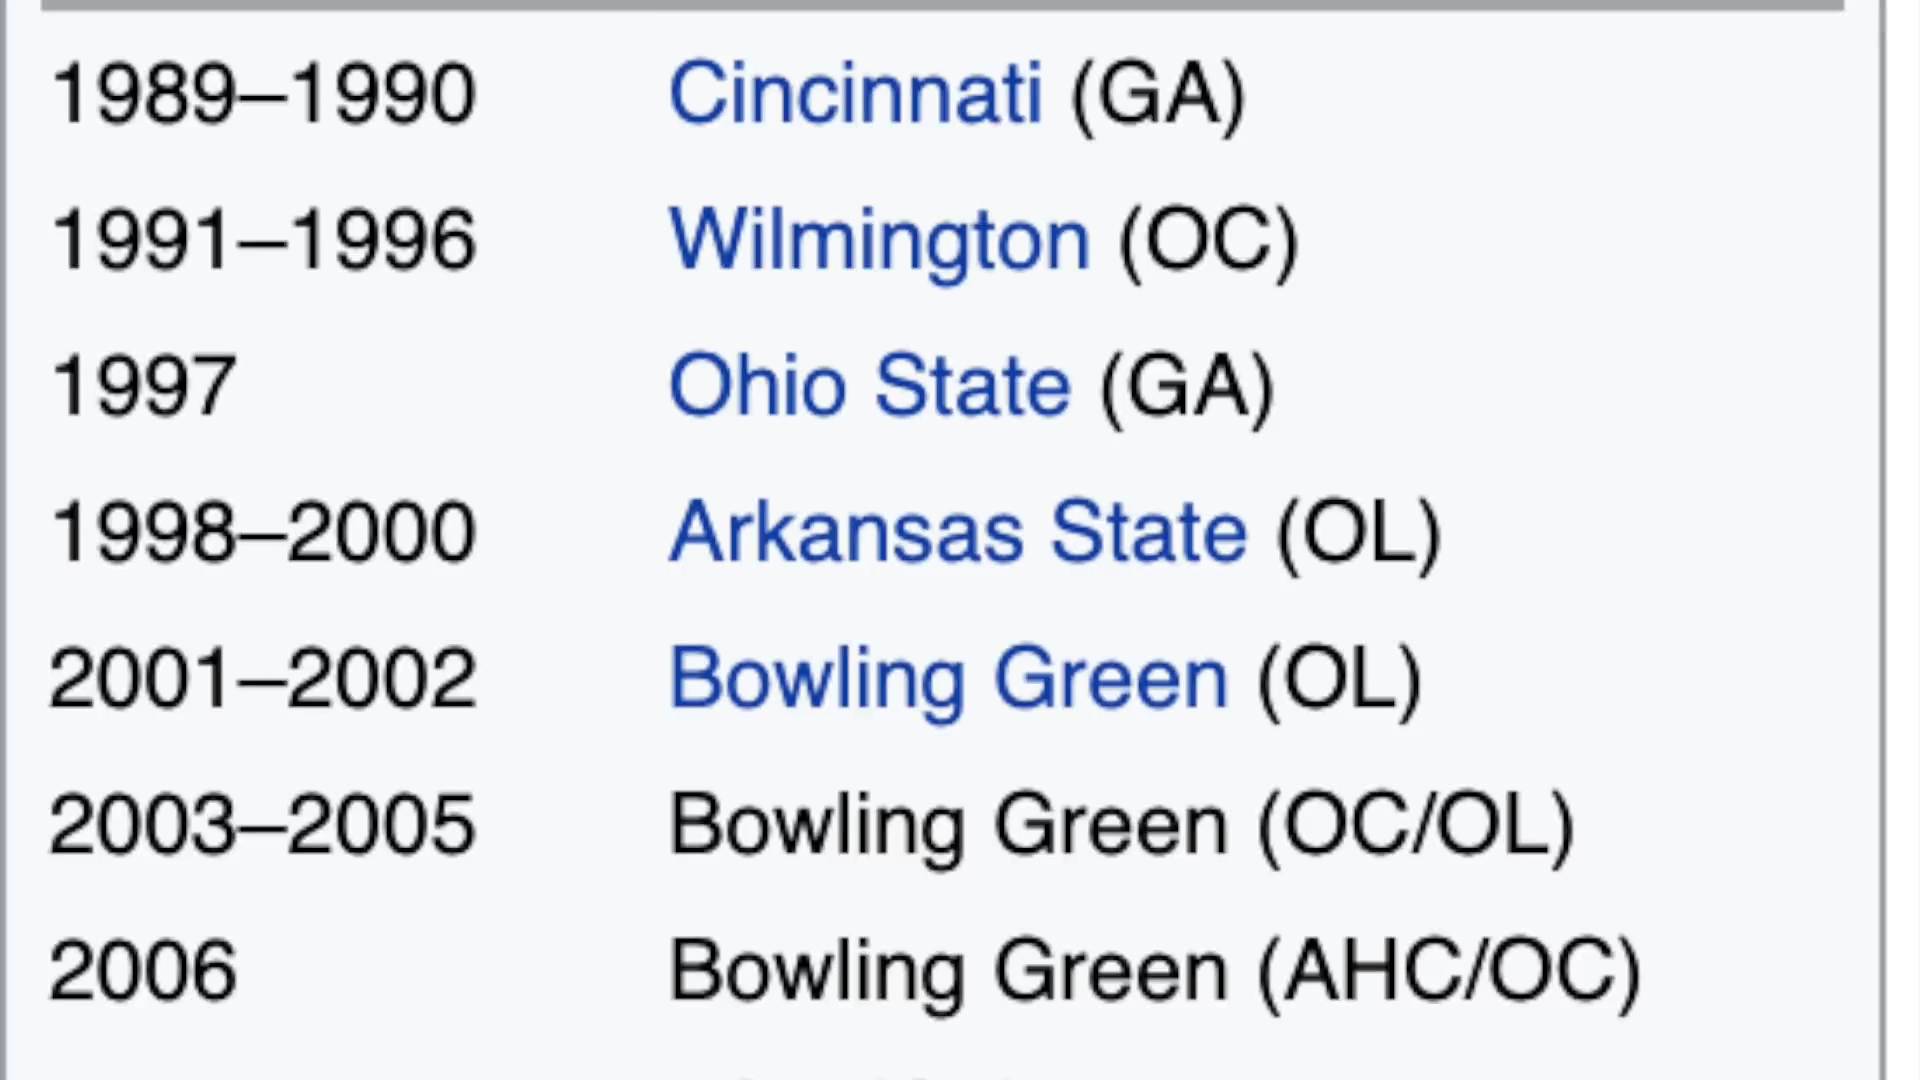 1989–1990 Cincinnati (GA)
1991–1996 Wilmington (OC)
1997 Ohio State (GA)
1998–2000 Arkansas State (OL)
2001–2002 Bowling Green (OL)
2003–2005 Bowling Green (OC/OL)
2006 Bowling Green (AHC/OC)